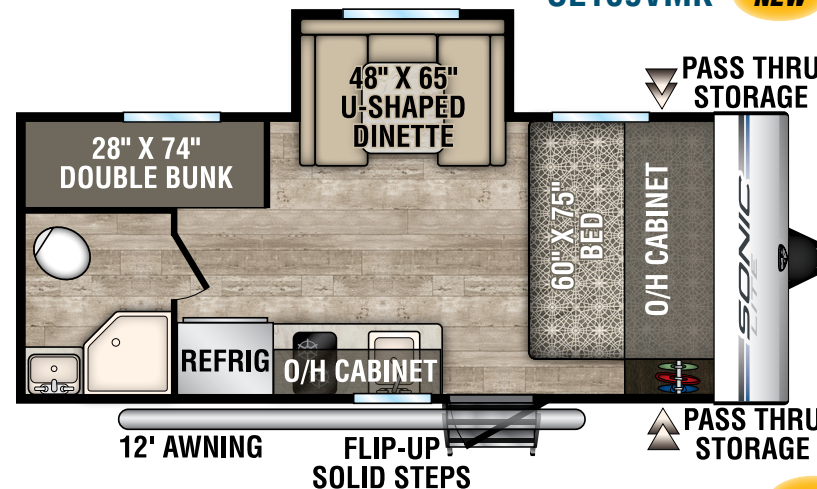 NEW
PASS THRU
STORAGE
48" X 65"
U-SHAPED
DINETTE
28" X 74"
DOUBLE BUNK
60" X 75"
BED
O/H CABINET
SONIC
LITE
REFRIG
O/H CABINET
12' AWNING
FLIP-UP
SOLID STEPS
PASS THRU
STORAGE